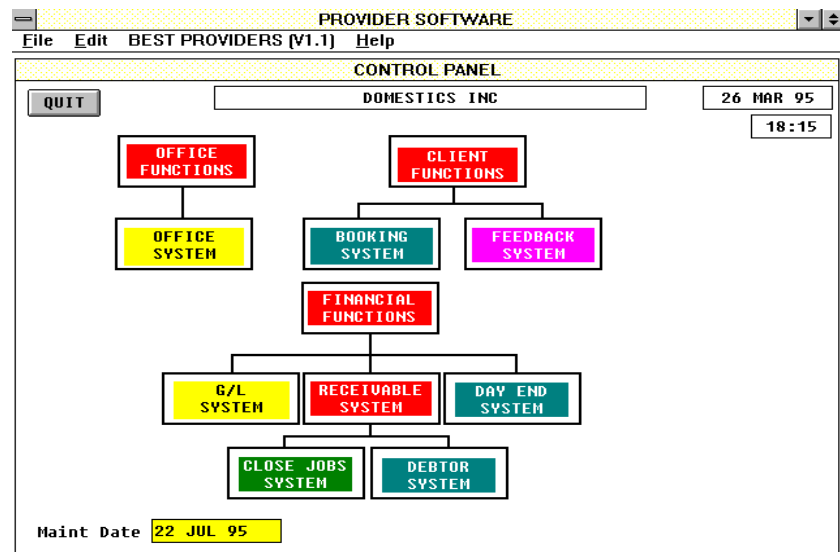 PROVIDER SOFTWARE
File Edit BEST PROVIDERS (V1.1) Help
CONTROL PANEL
QUIT
DOMESTICS INC
26 MAR 95
18:15
OFFICE
FUNCTIONS
CLIENT
FUNCTIONS
OFFICE
SYSTEM
BOOKING
SYSTEM
FEEDBACK
SYSTEM
FINANCIAL
FUNCTIONS
G/L
SYSTEM
RECEIVABLE
SYSTEM
DAY END
SYSTEM
CLOSE JOBS
SYSTEM
DEBTOR
SYSTEM
Maint Date 22 JUL 95